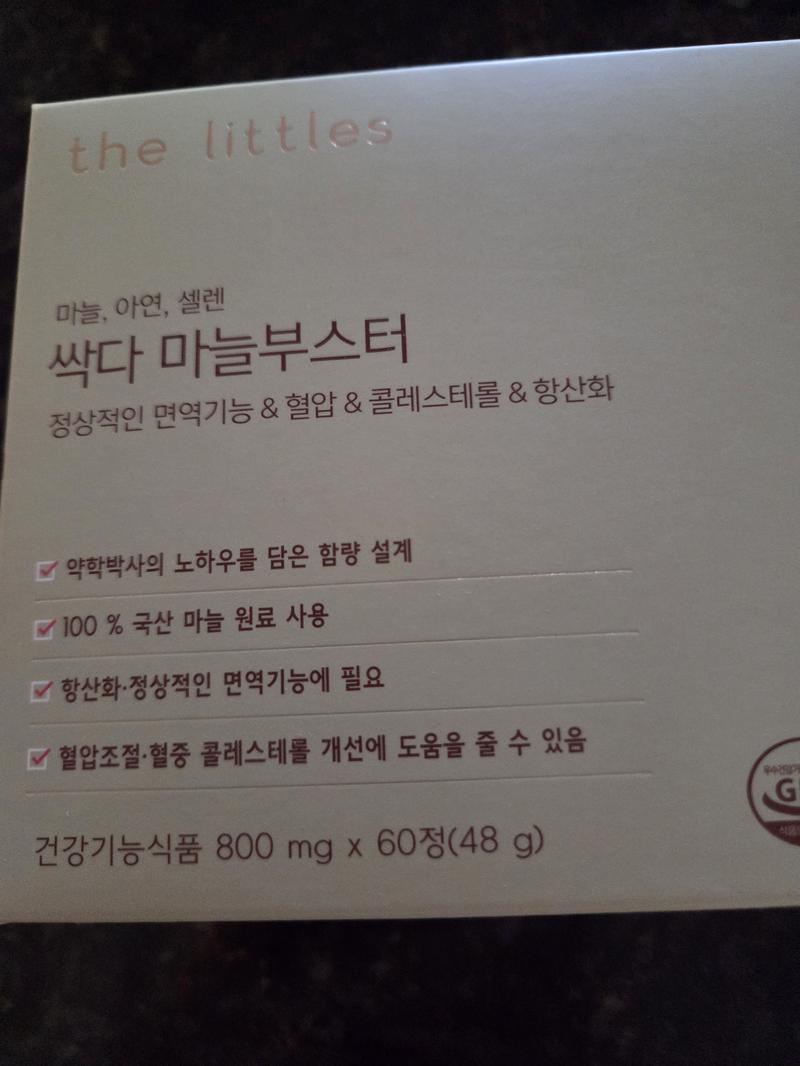 the littles
마늘, 아연, 셀렌
싹다 마늘부스터
정상적인 면역기능 & 혈압 & 콜레스테롤 & 항산화
약학박사의 노하우를 담은 함량 설계
100 % 국산 마늘 원료 사용
항산화·정상적인 면역기능에 필요
혈압조절·혈중 콜레스테롤 개선에 도움을 줄 수 있음
건강기능식품 800 mg x 60정(48 g)
G